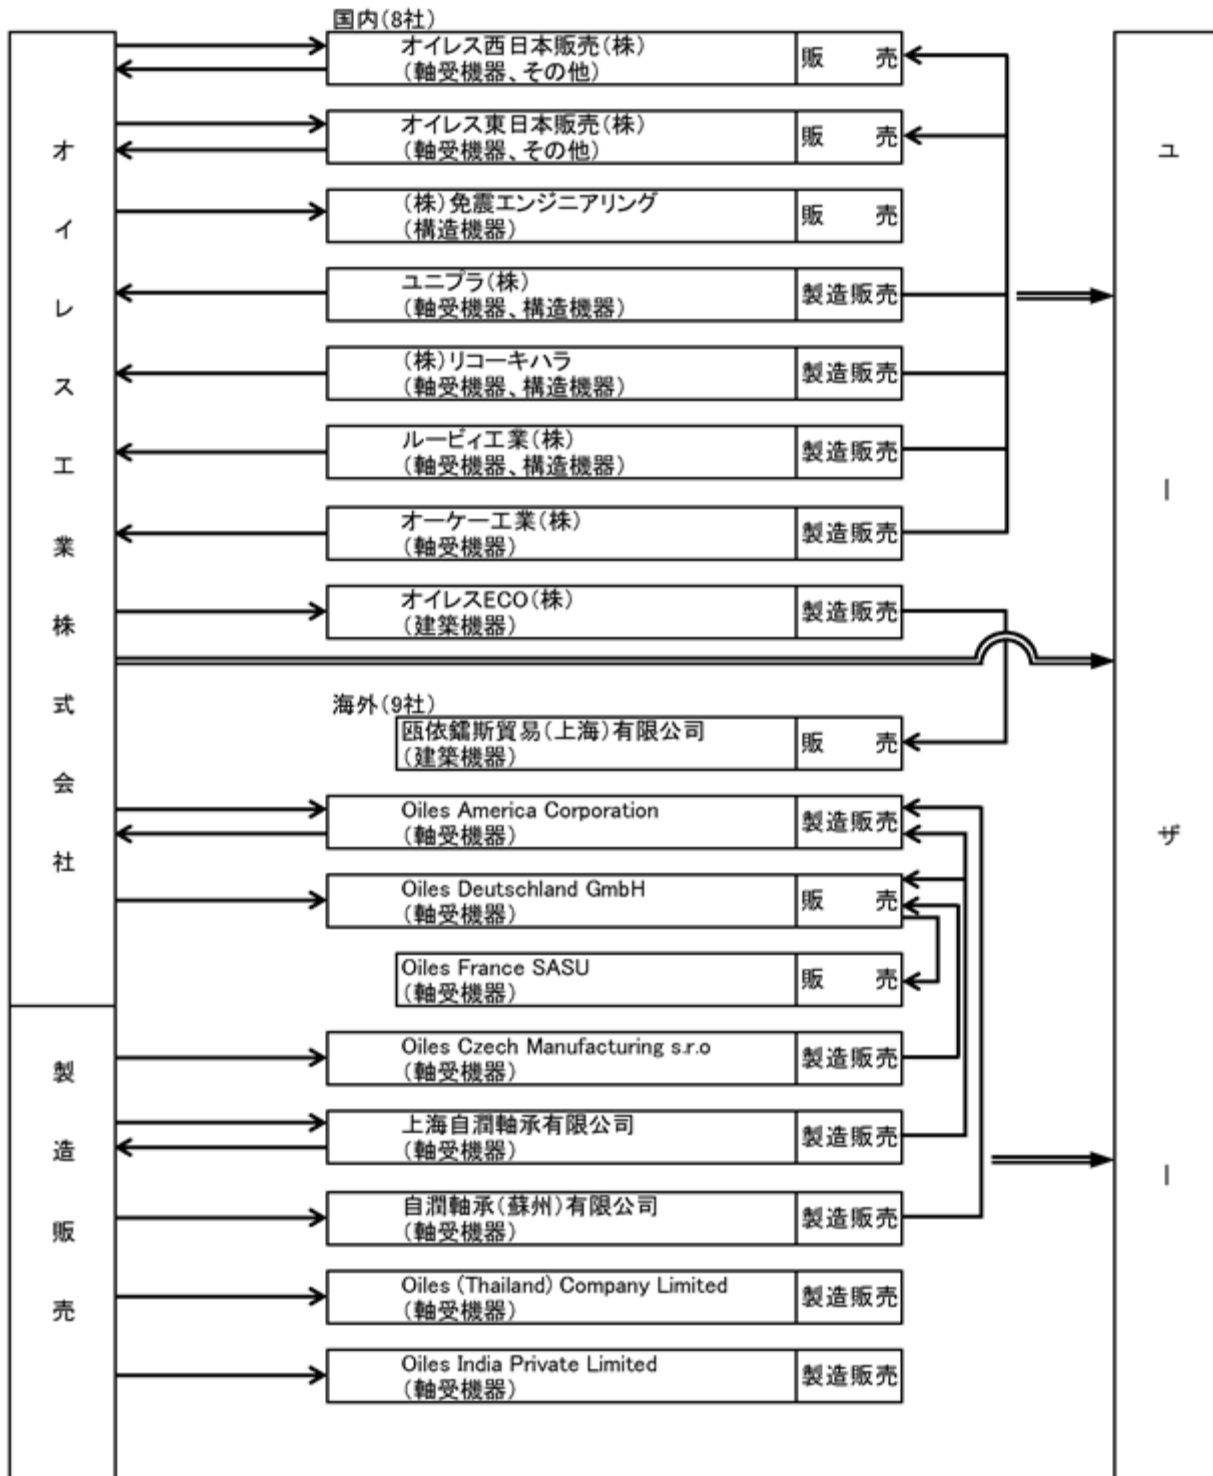 国内(8社)
オイレス西日本販売(株)
(軸受機器、その他)
販 売
オイレス東日本販売(株)
(軸受機器、その他)
販 売
(株)免震エンジニアリング
(構造機器)
販 売
ユニプラ(株)
(軸受機器、構造機器)
製造販売
(株)リコーキハラ
(軸受機器、構造機器)
製造販売
ルービィ工業(株)
(軸受機器、構造機器)
製造販売
オーケー工業(株)
(軸受機器)
製造販売
オイレスECO(株)
(建築機器)
製造販売
海外(9社)
瓯依鑐斯貿易(上海)有限公司
(建築機器)
販 売
Oiles America Corporation
(軸受機器)
製造販売
Oiles Deutschland GmbH
(軸受機器)
販 売
Oiles France SASU
(軸受機器)
販 売
Oiles Czech Manufacturing s.r.o
(軸受機器)
製造販売
上海自潤軸承有限公司
(軸受機器)
製造販売
自潤軸承(蘇州)有限公司
(軸受機器)
製造販売
Oiles (Thailand) Company Limited
(軸受機器)
製造販売
Oiles India Private Limited
(軸受機器)
製造販売
オイレス工業株式会社
製造販売
ユーザー